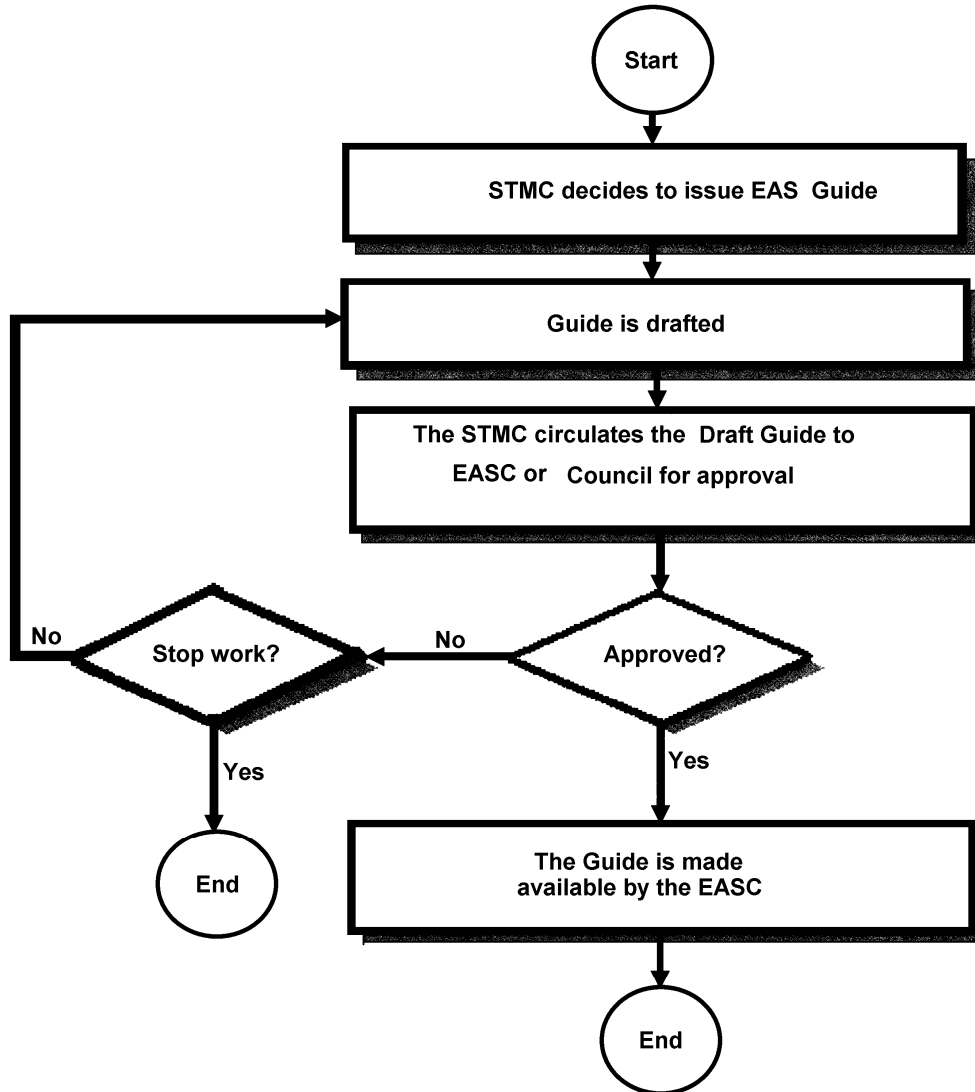 Start
STMC decides to issue EAS Guide
Guide is drafted
The STMC circulates the Draft Guide to
EASC or Council for approval
Approved?
No
Stop work?
No
Yes
Yes
End
The Guide is made
available by the EASC
End